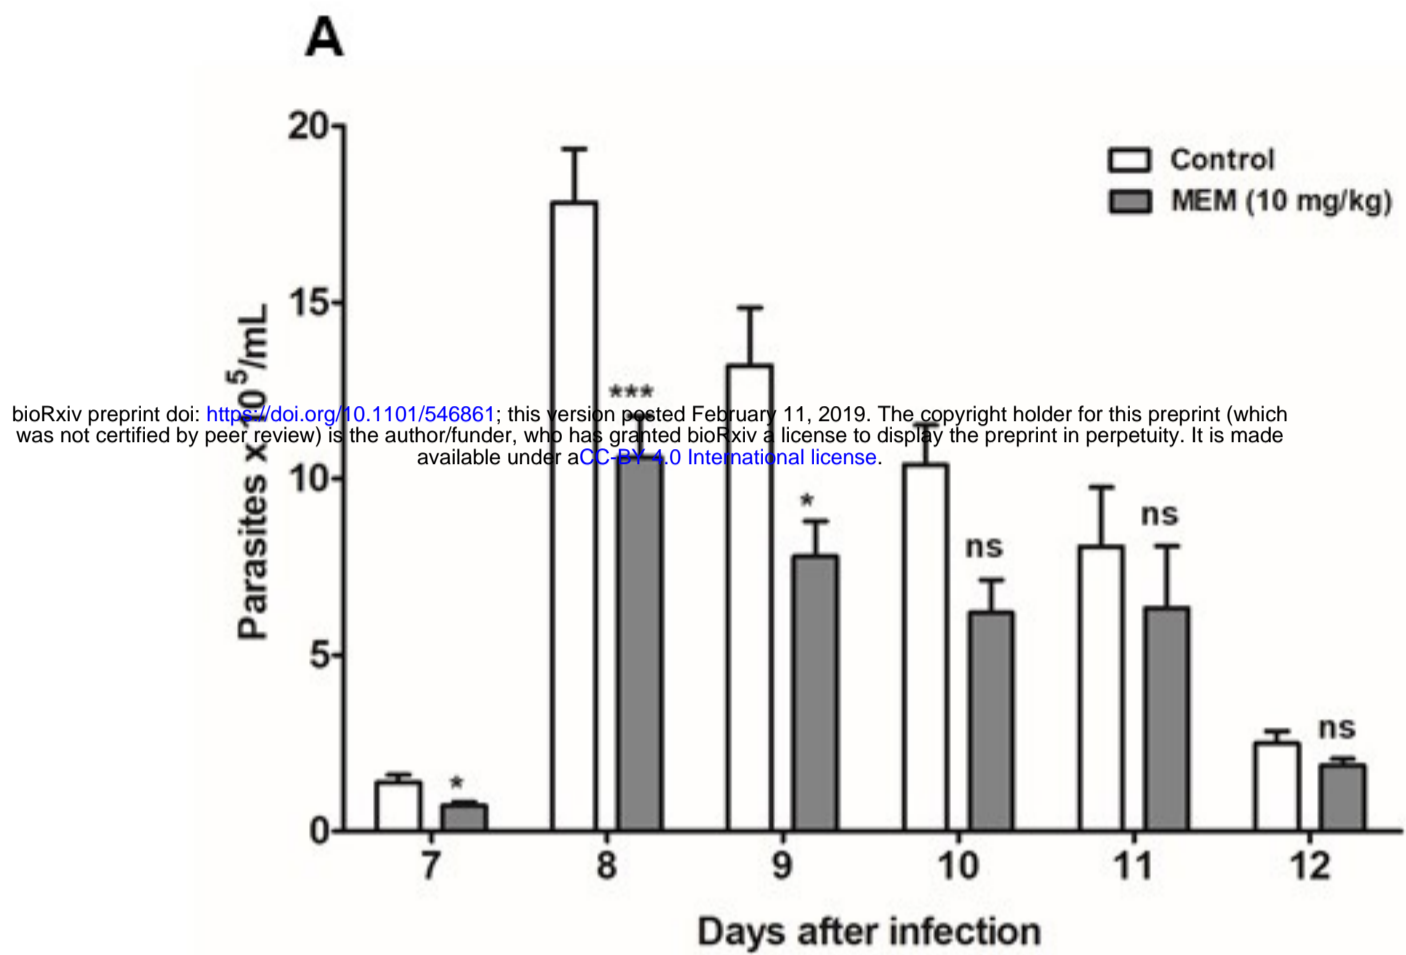 A
20
15
10
5
0
Parasites x 10⁵/mL
Control
MEM (10 mg/kg)
***
*
ns
ns
*
ns
bioRxiv preprint doi: https://doi.org/10.1101/546861; this version posted February 11, 2019. The copyright holder for this preprint (which
was not certified by peer review) is the author/funder, who has granted bioRxiv a license to display the preprint in perpetuity. It is made
available under aCC-BY 4.0 International license.
7 8 9 10 11 12
Days after infection